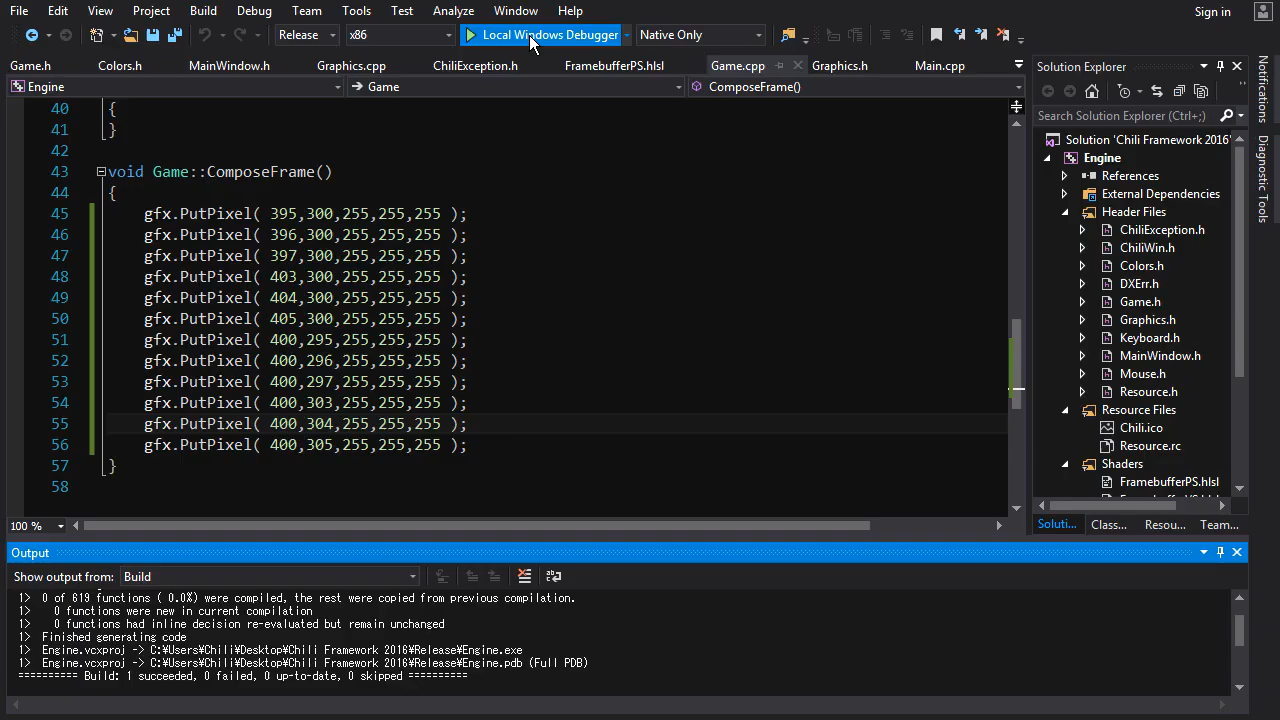 File Edit View Project Build Debug Team Tools Test Analyze Window Help Sign in
Release x86 Local Windows Debugger Native Only
Game.h Colors.h MainWindow.h Graphics.cpp ChiliException.h FramebufferPS.hlsl Game.cpp Graphics.h Main.cpp
Engine Game ComposeFrame()
40 {
41 }
42
43 void Game::ComposeFrame()
44 {
45 gfx.PutPixel( 395,300,255,255,255 );
46 gfx.PutPixel( 396,300,255,255,255 );
47 gfx.PutPixel( 397,300,255,255,255 );
48 gfx.PutPixel( 403,300,255,255,255 );
49 gfx.PutPixel( 404,300,255,255,255 );
50 gfx.PutPixel( 405,300,255,255,255 );
51 gfx.PutPixel( 400,295,255,255,255 );
52 gfx.PutPixel( 400,296,255,255,255 );
53 gfx.PutPixel( 400,297,255,255,255 );
54 gfx.PutPixel( 400,303,255,255,255 );
55 gfx.PutPixel( 400,304,255,255,255 );
56 gfx.PutPixel( 400,305,255,255,255 );
57 }
58
100 %
Solution Explorer
Search Solution Explorer (Ctrl+;)
Solution 'Chili Framework 2016'
Engine
References
External Dependencies
Header Files
ChiliException.h
ChiliWin.h
Colors.h
DXErr.h
Game.h
Graphics.h
Keyboard.h
MainWindow.h
Mouse.h
Resource.h
Resource Files
Chili.ico
Resource.rc
Shaders
FramebufferPS.hlsl
Soluti... Class... Resou... Team...
Notifications
Diagnostic Tools
Output
Show output from: Build
1> 0 of 619 functions ( 0.0%) were compiled, the rest were copied from previous compilation.
1> 0 functions were new in current compilation
1> 0 functions had inline decision re-evaluated but remain unchanged
1> Finished generating code
1> Engine.vcxproj -> C:¥Users¥Chili¥Desktop¥Chili Framework 2016¥Release¥Engine.exe
1> Engine.vcxproj -> C:¥Users¥Chili¥Desktop¥Chili Framework 2016¥Release¥Engine.pdb (Full PDB)
========== Build: 1 succeeded, 0 failed, 0 up-to-date, 0 skipped ==========